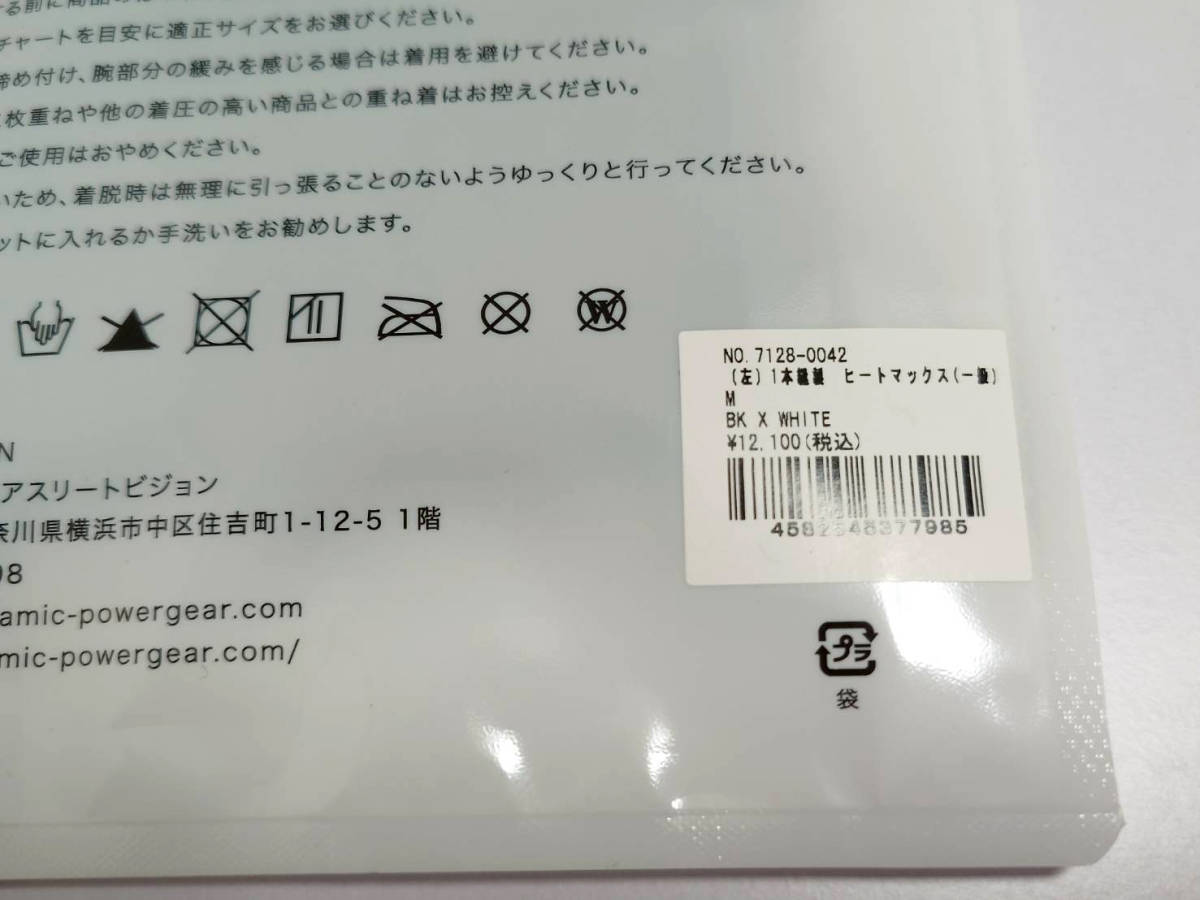 チャートを目安に適正サイズをお選びください。
締め付け、腕部分の緩みを感じる場合は着用を避けてください。
枚重ねや他の着圧の高い商品との重ね着はお控えください。
ご使用はおやめください。
いため、着脱時は無理に引っ張ることのないようゆっくりと行ってください。
ットに入れるか手洗いをお勧めします。
W
NO.7128-0042
(左)1本縫製 ヒートマックス(一般)
M
BK X WHITE
¥12,100(税込)
4582548377985
N
アスリートビジョン
奈川県横浜市中区住吉町1-12-5 1階
98
amic-powergear.com
mic-powergear.com/
プラ
袋